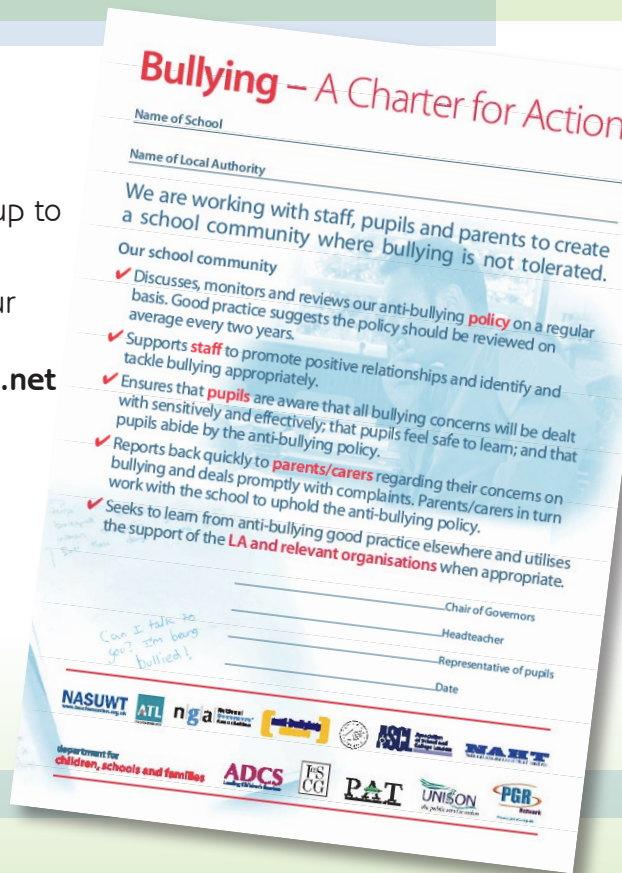 up to
ur
.net
Bullying – A Charter for Action
Name of School
Name of Local Authority
We are working with staff, pupils and parents to create
a school community where bullying is not tolerated.
Our school community
✔ Discusses, monitors and reviews our anti-bullying policy on a regular
basis. Good practice suggests the policy should be reviewed on
average every two years.
✔ Supports staff to promote positive relationships and identify and
tackle bullying appropriately.
✔ Ensures that pupils are aware that all bullying concerns will be dealt
with sensitively and effectively; that pupils feel safe to learn; and that
pupils abide by the anti-bullying policy.
✔ Reports back quickly to parents/carers regarding their concerns on
bullying and deals promptly with complaints. Parents/carers in turn
work with the school to uphold the anti-bullying policy.
✔ Seeks to learn from anti-bullying good practice elsewhere and utilises
the support of the LA and relevant organisations when appropriate.
Chair of Governors
Headteacher
Representative of pupils
Date
Can I talk to
you? I'm being
bullied!
NASUWT
ATL
nga
anti-bullying
ASCL
NAHT
department for
children, schools and families
ADCS
PAT
UNISON
the public service union
PGR
Network